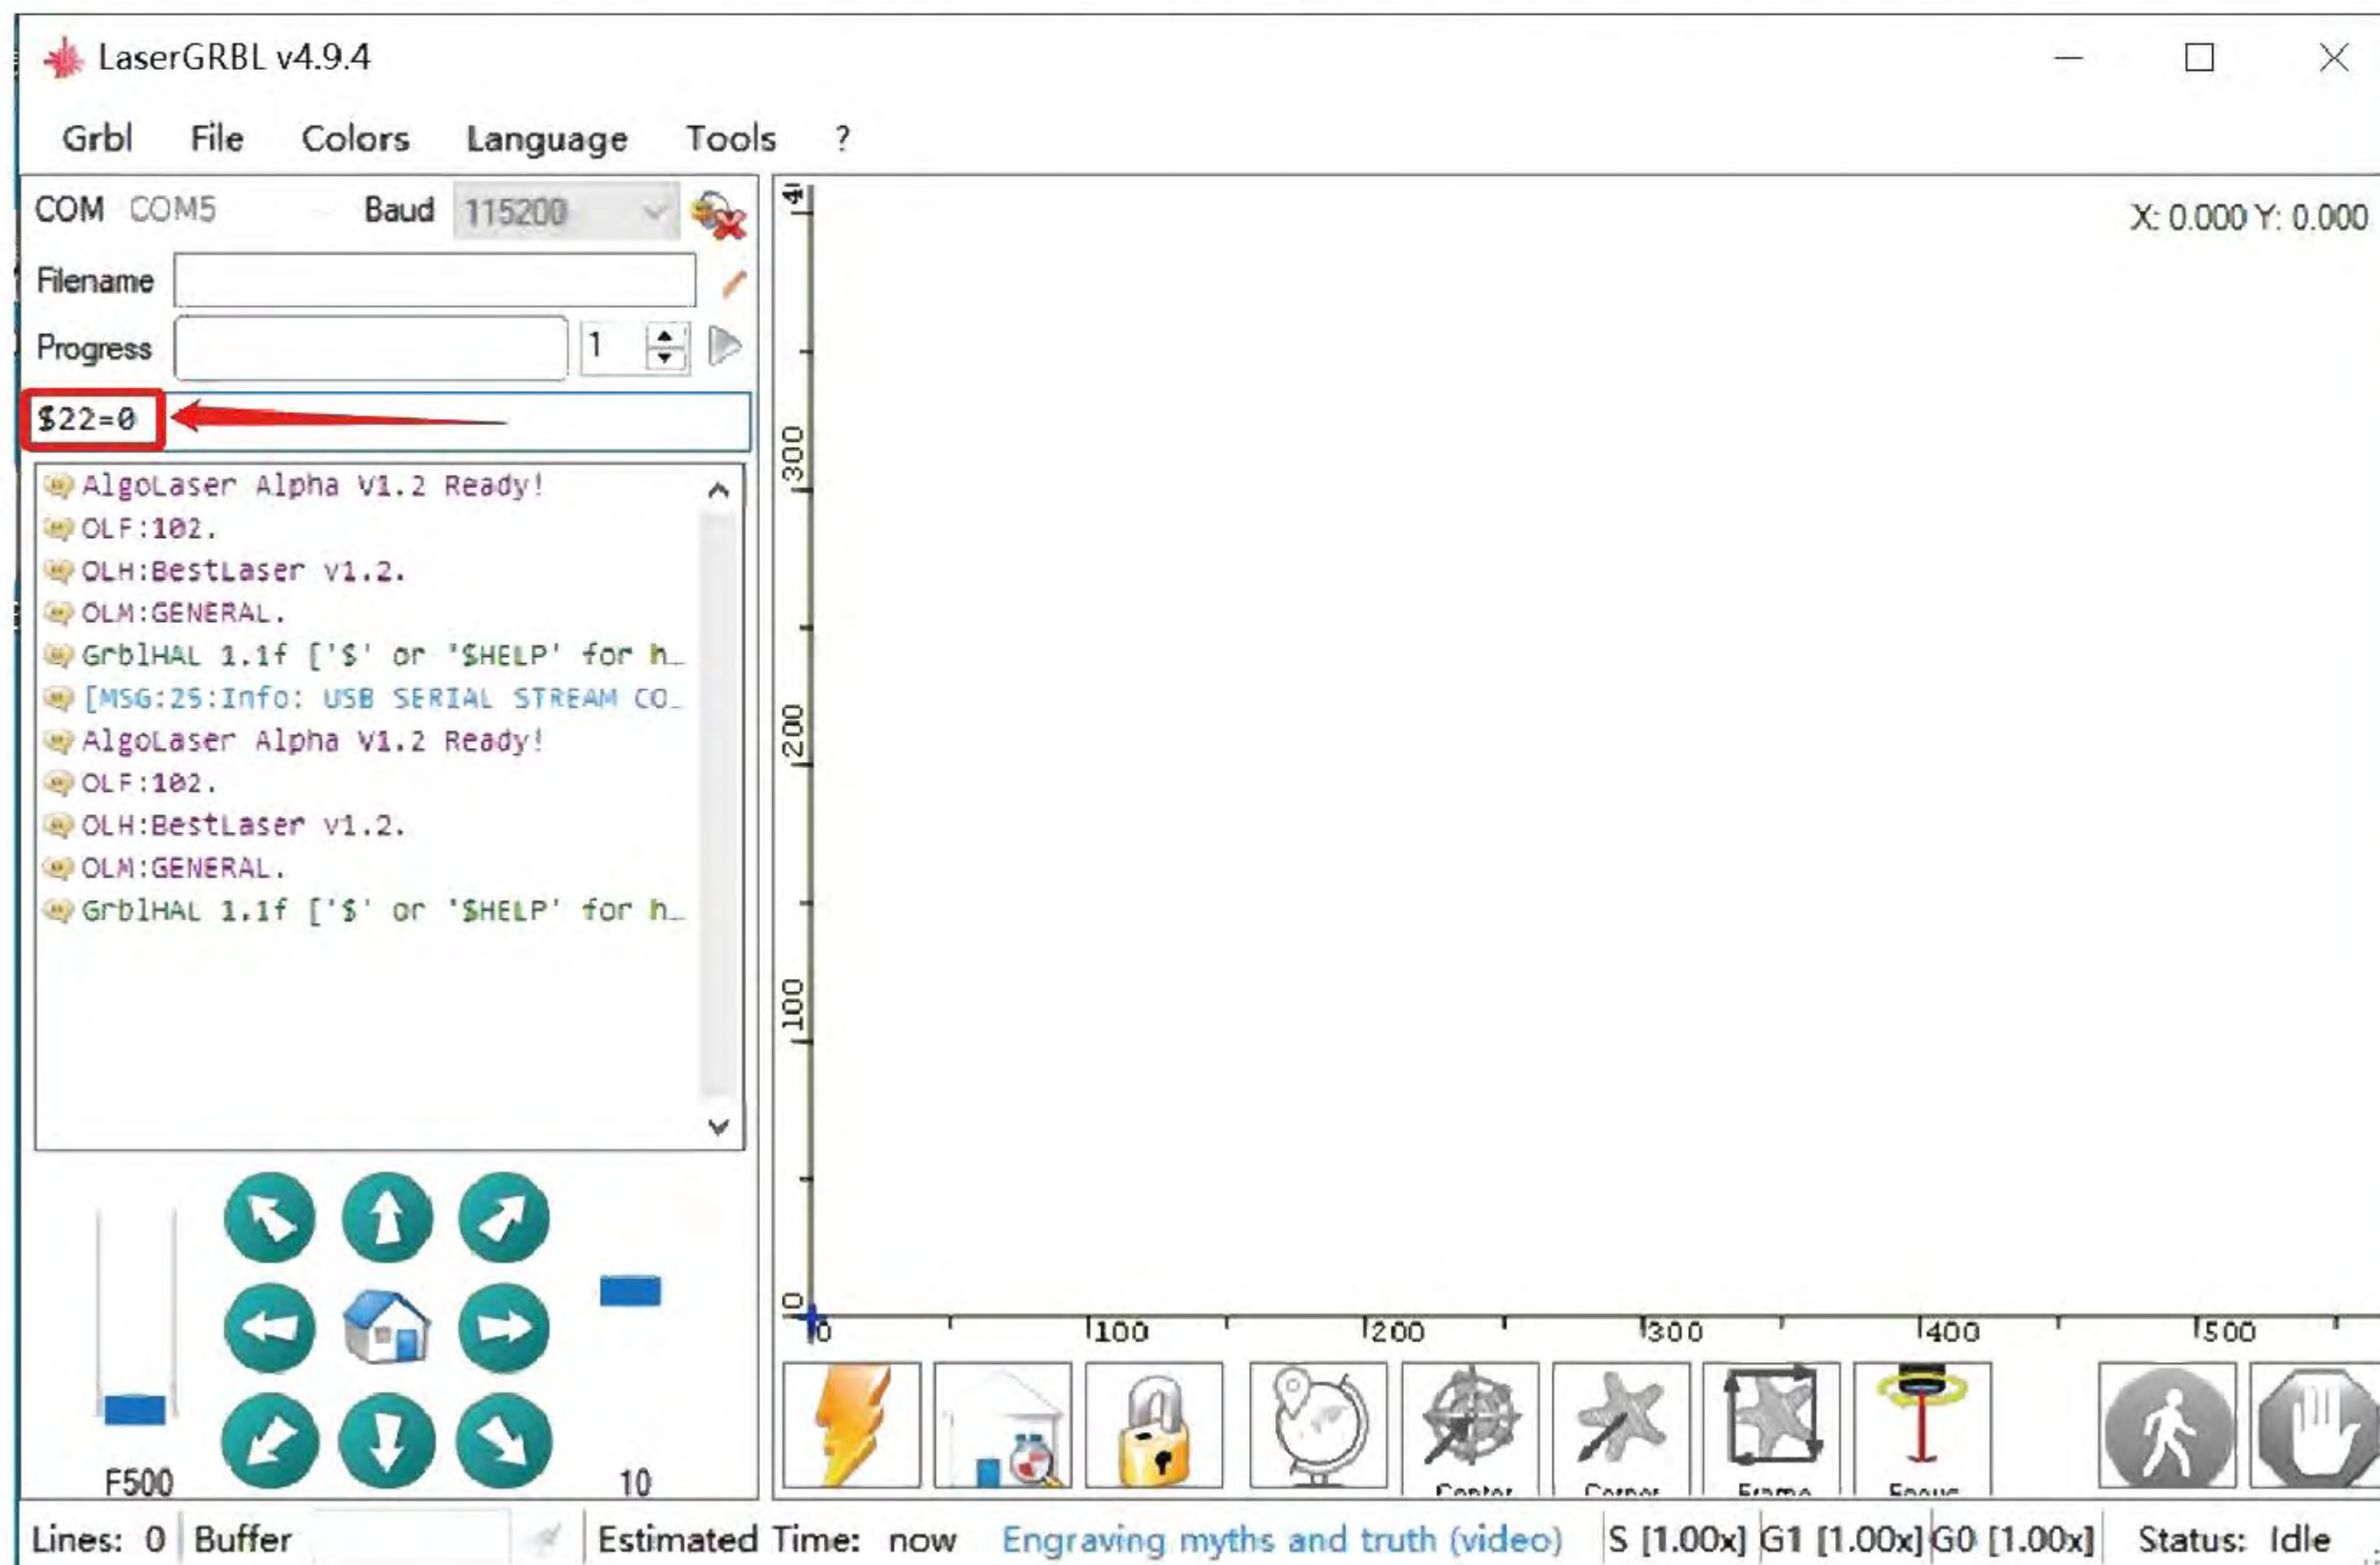 LaserGRBL v4.9.4
Grbl File Colors Language Tools ?
COM COM5 Baud 115200
Filename
Progress 1
$22=0
AlgoLaser Alpha V1.2 Ready!
OLF:102.
OLH:BestLaser v1.2.
OLM:GENERAL.
GrblHAL 1.1f ['$' or '$HELP' for h…
[MSG:25:Info: USB SERIAL STREAM CO…
AlgoLaser Alpha V1.2 Ready!
OLF:102.
OLH:BestLaser v1.2.
OLM:GENERAL.
GrblHAL 1.1f ['$' or '$HELP' for h…
F500
10
X: 0.000 Y: 0.000
300
200
100
0
0 100 200 300 400 500
Center Corner Frame Focus
Lines: 0 Buffer Estimated Time: now Engraving myths and truth (video) S [1.00x] G1 [1.00x] G0 [1.00x] Status: Idle